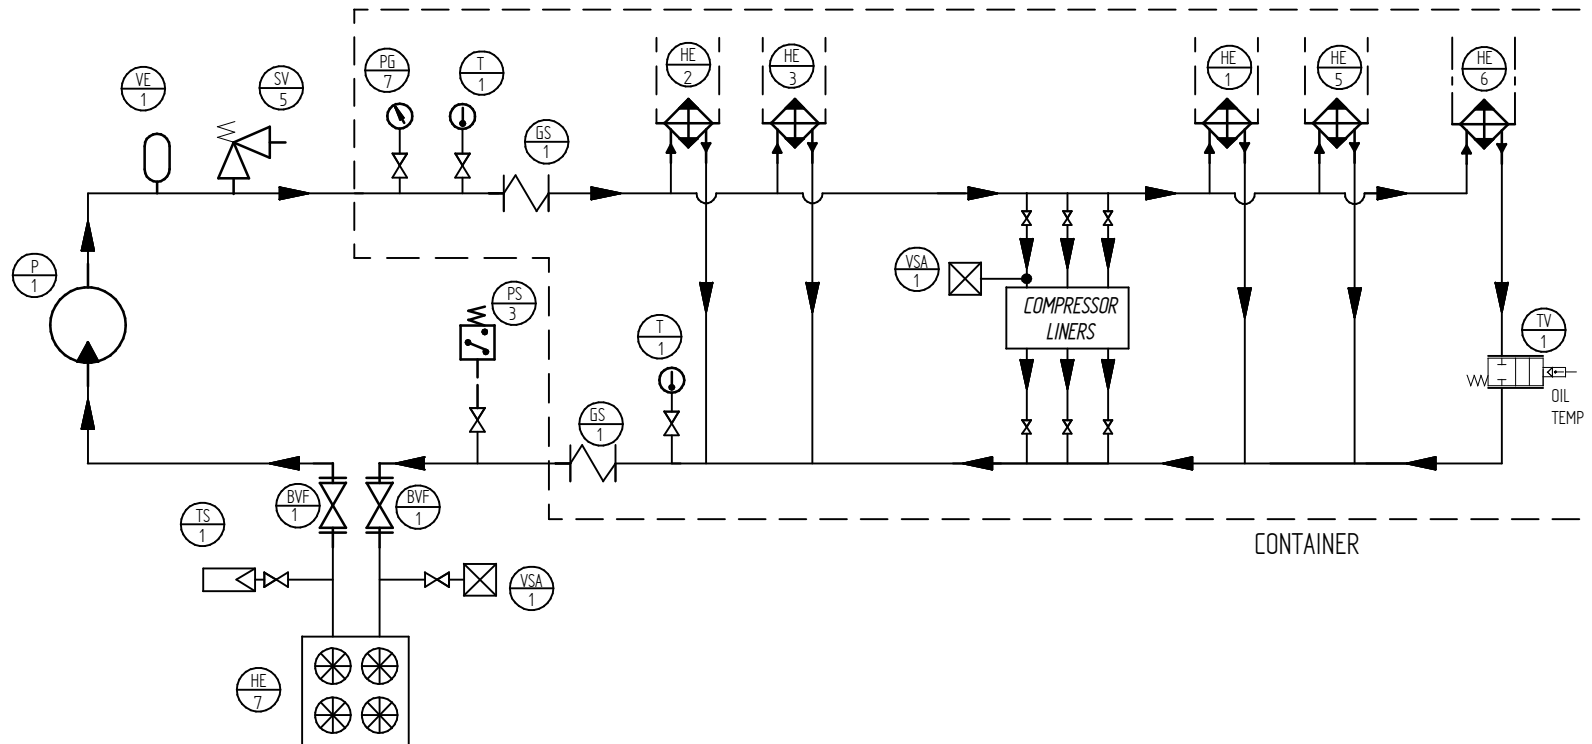 VE
1
SV
5
PG
7
T
1
GS
1
HE
2
HE
3
HE
1
HE
5
HE
6
P
1
PS
3
VSA
1
COMPRESSOR
LINERS
T
1
TV
1
OIL
TEMP
GS
1
BVF
1
BVF
1
TS
1
CONTAINER
VSA
1
HE
7